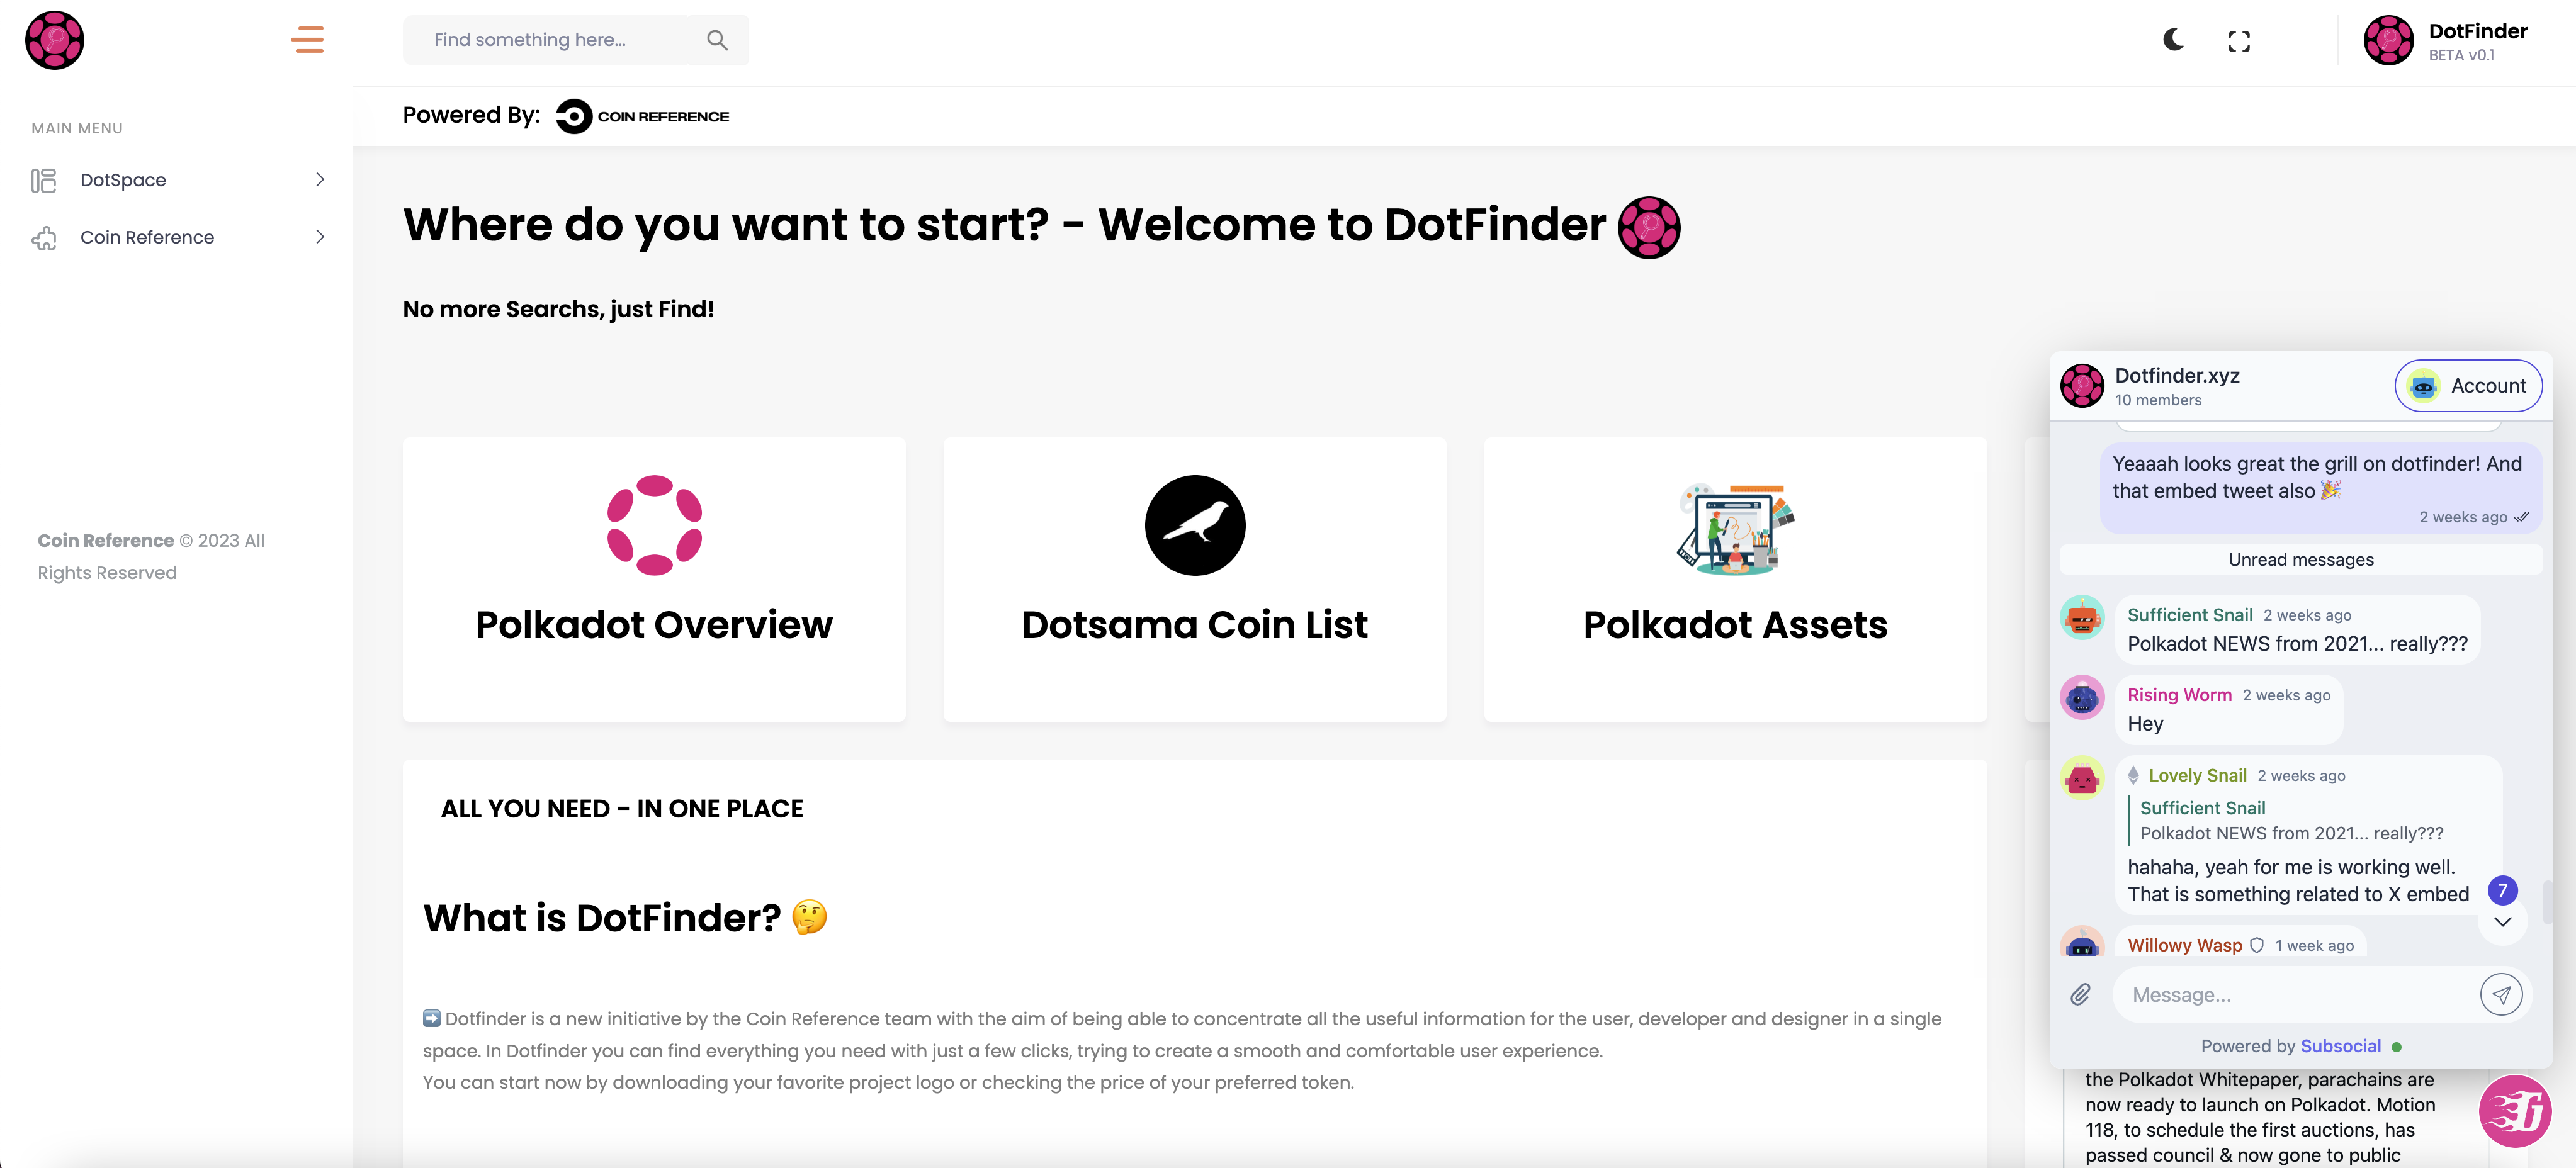 Find something here...
DotFinder
BETA v0.1
MAIN MENU
DotSpace
Coin Reference
Coin Reference © 2023 All
Rights Reserved
Powered By: COIN REFERENCE
Where do you want to start? - Welcome to DotFinder
No more Searchs, just Find!
Polkadot Overview
Dotsama Coin List
Polkadot Assets
ALL YOU NEED - IN ONE PLACE
What is DotFinder? 🤔
➡️ Dotfinder is a new initiative by the Coin Reference team with the aim of being able to concentrate all the useful information for the user, developer and designer in a single
space. In Dotfinder you can find everything you need with just a few clicks, trying to create a smooth and comfortable user experience.
You can start now by downloading your favorite project logo or checking the price of your preferred token.
Dotfinder.xyz
10 members
Account
Yeaaah looks great the grill on dotfinder! And
that embed tweet also 🎉
2 weeks ago
Unread messages
Sufficient Snail 2 weeks ago
Polkadot NEWS from 2021... really???
Rising Worm 2 weeks ago
Hey
Lovely Snail 2 weeks ago
Sufficient Snail
Polkadot NEWS from 2021... really???
hahaha, yeah for me is working well.
That is something related to X embed
7
Willowy Wasp 1 week ago
Message...
Powered by Subsocial
the Polkadot Whitepaper, parachains are
now ready to launch on Polkadot. Motion
118, to schedule the first auctions, has
passed council & now gone to public